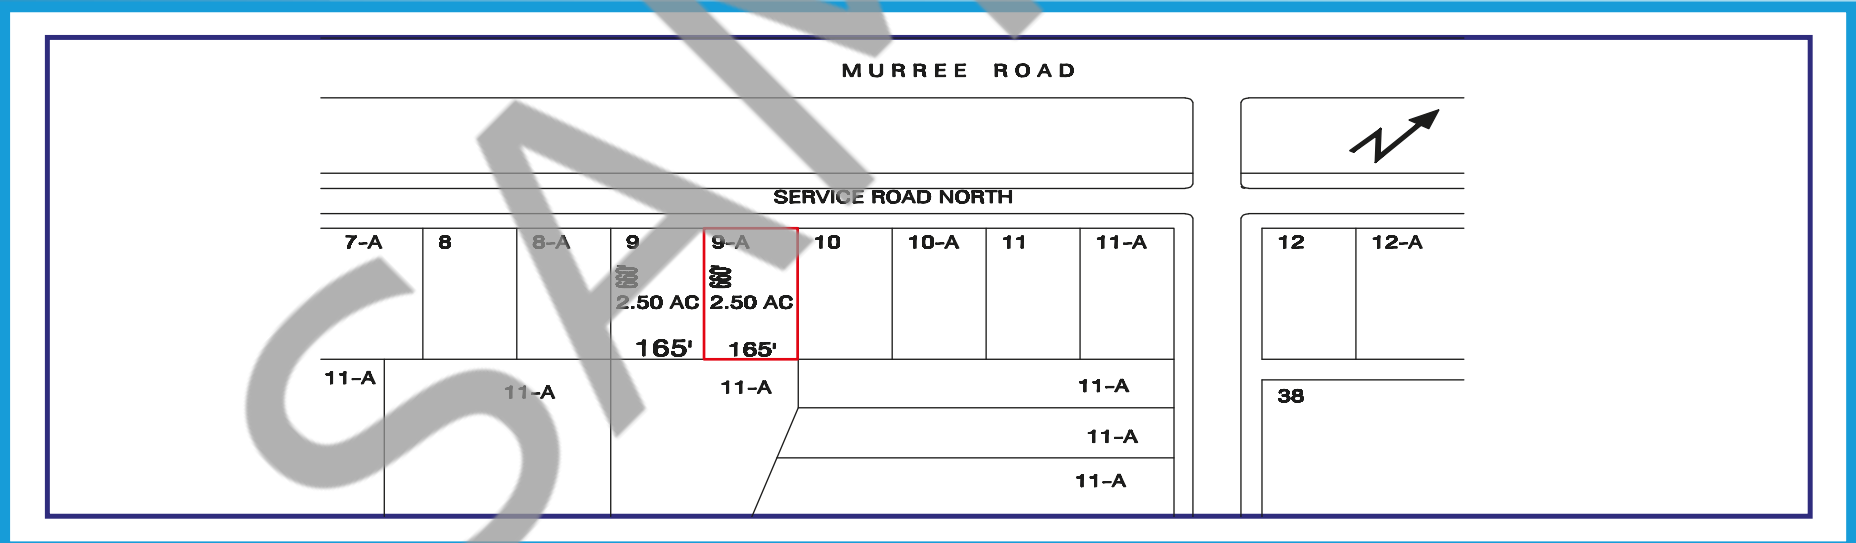 MURREE ROAD
SERVICE ROAD NORTH
7-A 8 8-A 9 9-A 10 10-A 11 11-A 12 12-A
2.50 AC 2.50 AC
165' 165'
11-A 11-A 11-A 11-A
38
11-A
11-A
SAM